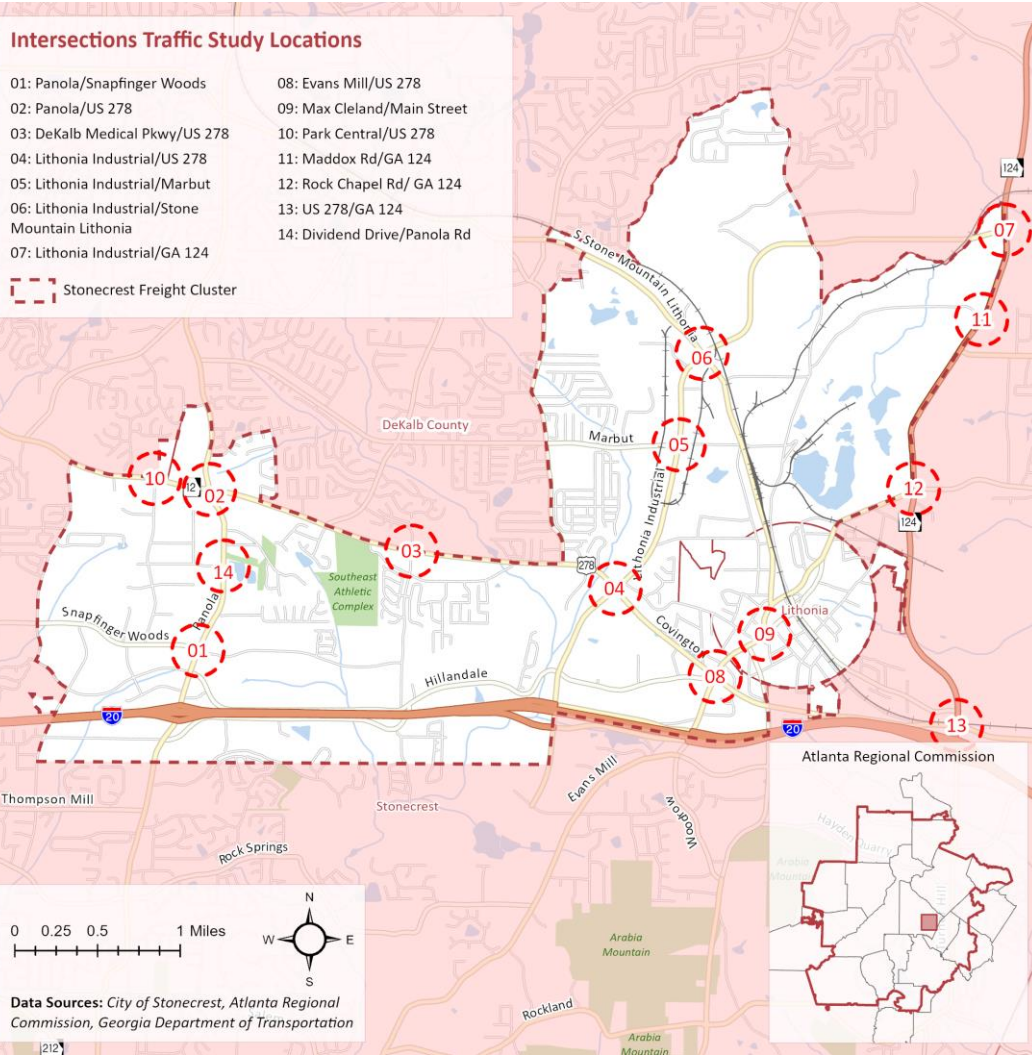 Intersections Traffic Study Locations
01: Panola/Snapfinger Woods
02: Panola/US 278
03: DeKalb Medical Pkwy/US 278
04: Lithonia Industrial/US 278
05: Lithonia Industrial/Marbut
06: Lithonia Industrial/Stone
Mountain Lithonia
07: Lithonia Industrial/GA 124
08: Evans Mill/US 278
09: Max Cleland/Main Street
10: Park Central/US 278
11: Maddox Rd/GA 124
12: Rock Chapel Rd/ GA 124
13: US 278/GA 124
14: Dividend Drive/Panola Rd
Stonecrest Freight Cluster
124
07
S Stone Mountain Lithonia
11
06
DeKalb County
Marbut
05
10
12
02
12
124
03
Lithonia Industrial
278
14
Southeast
Athletic
Complex
04
Panola
Lithonia
Snapfinger Woods
01
Covington
09
Hillandale
08
20
20
13
Atlanta Regional Commission
Evans Mill
Thompson Mill
Stonecrest
Woodrow
Rock Springs
Hayden Quarry
Arabia
Mountain
0 0.25 0.5 1 Miles
N
W E
S
Arabia
Mountain
Data Sources: City of Stonecrest, Atlanta Regional
Commission, Georgia Department of Transportation
Rockland
Arabia
Mountain
212